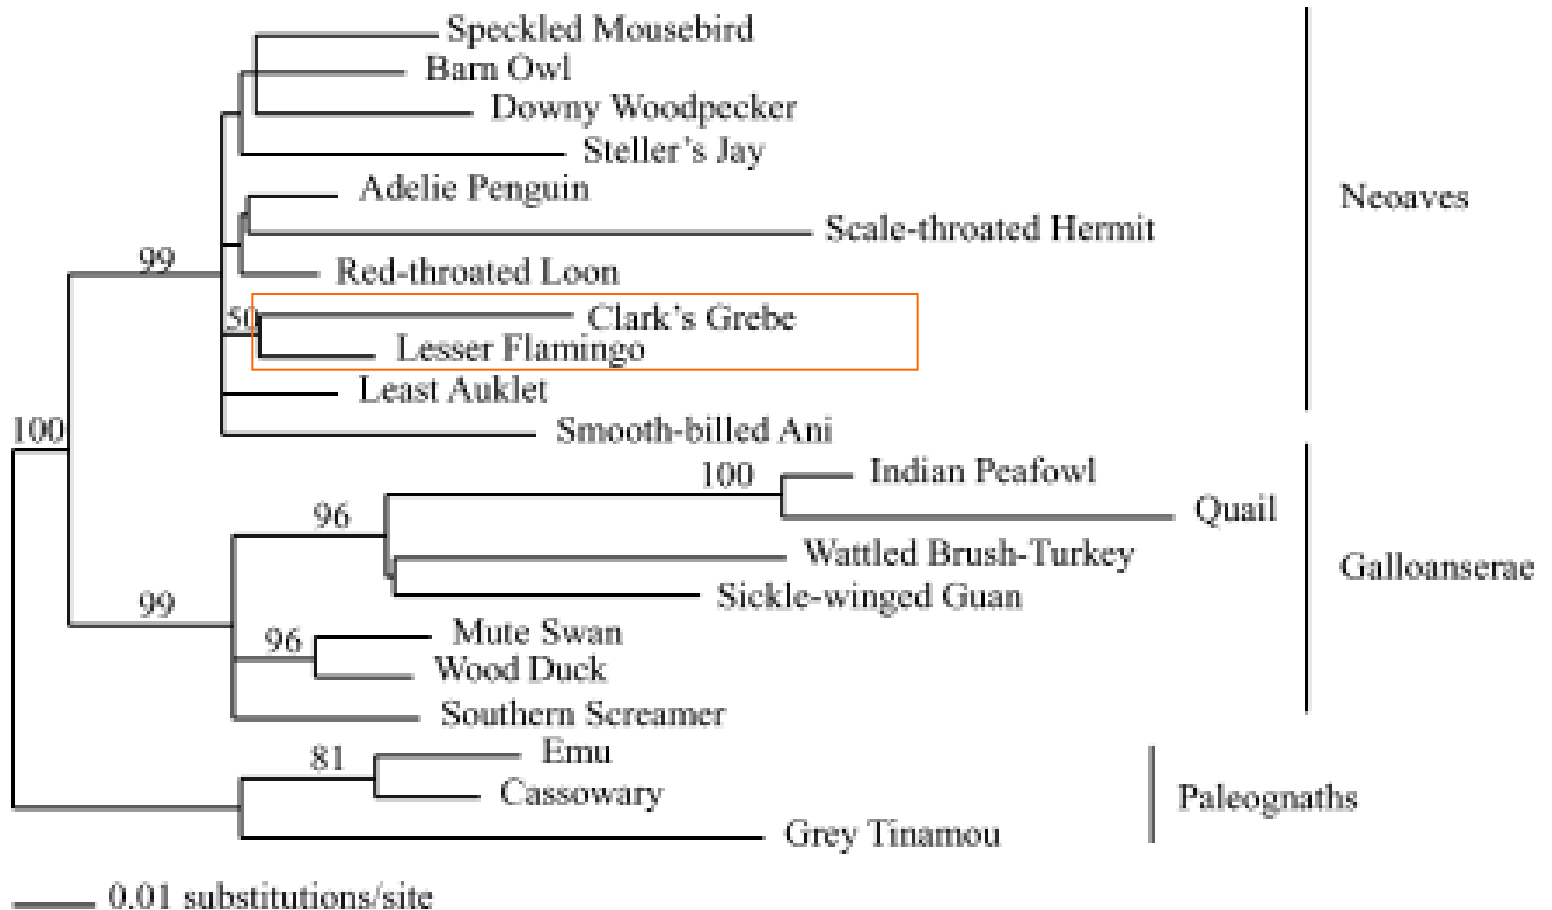 Speckled Mousebird
Barn Owl
Downy Woodpecker
Steller's Jay
Adelie Penguin
Neoaves
Scale-throated Hermit
99
Red-throated Loon
50
Clark's Grebe
Lesser Flamingo
Least Auklet
100
Smooth-billed Ani
100
Indian Peafowl
96
Quail
Wattled Brush-Turkey
Galloanserae
Sickle-winged Guan
99
96
Mute Swan
Wood Duck
Southern Screamer
81
Emu
Cassowary
Paleognaths
Grey Tinamou
0.01 substitutions/site